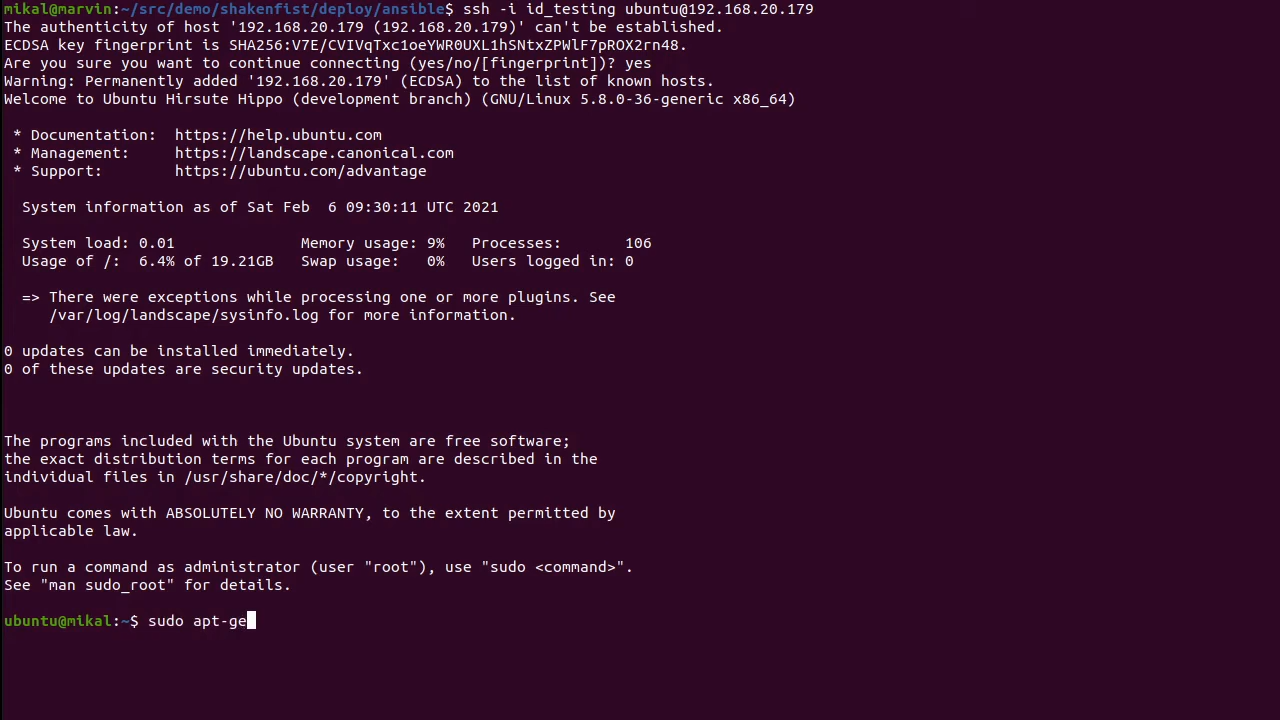 mikal@marvin:~/src/demo/shakenfist/deploy/ansible$ ssh -i id_testing ubuntu@192.168.20.179
The authenticity of host '192.168.20.179 (192.168.20.179)' can't be established.
ECDSA key fingerprint is SHA256:V7E/CVIVqTxc1oeYWR0UXL1hSNtxZPWlF7pROX2rn48.
Are you sure you want to continue connecting (yes/no/[fingerprint])? yes
Warning: Permanently added '192.168.20.179' (ECDSA) to the list of known hosts.
Welcome to Ubuntu Hirsute Hippo (development branch) (GNU/Linux 5.8.0-36-generic x86_64)
* Documentation:  https://help.ubuntu.com
* Management:     https://landscape.canonical.com
* Support:        https://ubuntu.com/advantage
System information as of Sat Feb  6 09:30:11 UTC 2021
System load: 0.01              Memory usage: 9%   Processes:       106
Usage of /:  6.4% of 19.21GB   Swap usage:   0%   Users logged in: 0
=> There were exceptions while processing one or more plugins. See
/var/log/landscape/sysinfo.log for more information.
0 updates can be installed immediately.
0 of these updates are security updates.
The programs included with the Ubuntu system are free software;
the exact distribution terms for each program are described in the
individual files in /usr/share/doc/*/copyright.
Ubuntu comes with ABSOLUTELY NO WARRANTY, to the extent permitted by
applicable law.
To run a command as administrator (user "root"), use "sudo <command>".
See "man sudo_root" for details.
ubuntu@mikal:~$ sudo apt-ge